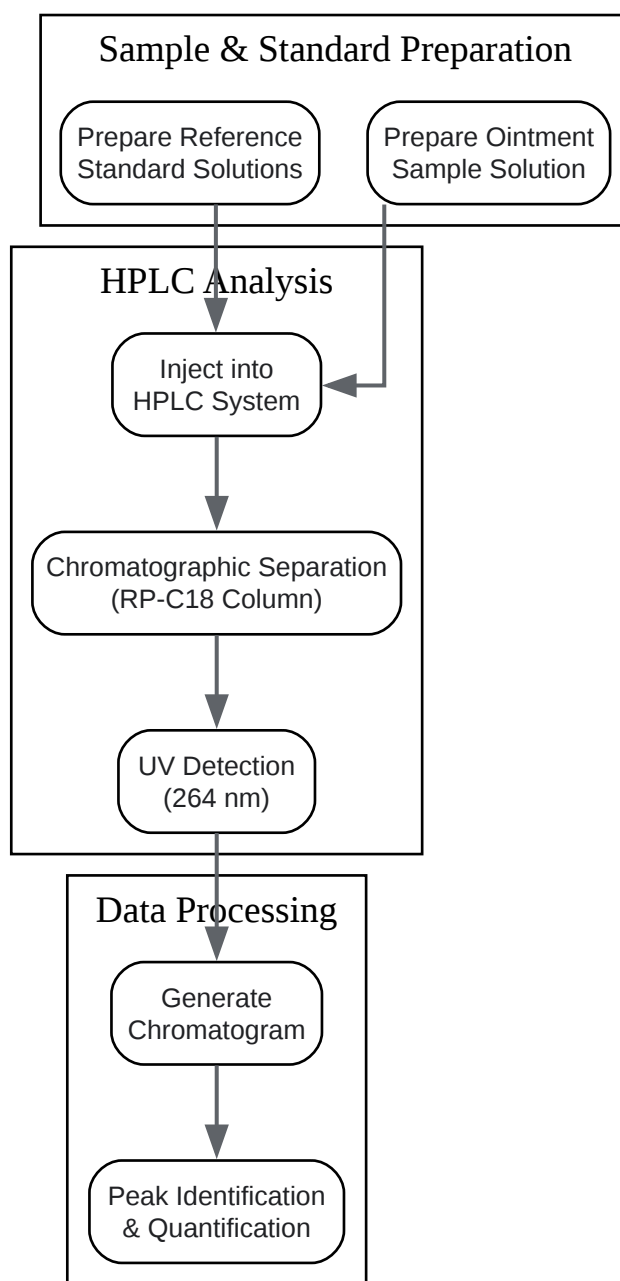 Sample & Standard Preparation
Prepare Reference
Standard Solutions
Prepare Ointment
Sample Solution
HPLC Analysis
Inject into
HPLC System
Chromatographic Separation
(RP-C18 Column)
UV Detection
(264 nm)
Data Processing
Generate
Chromatogram
Peak Identification
& Quantification